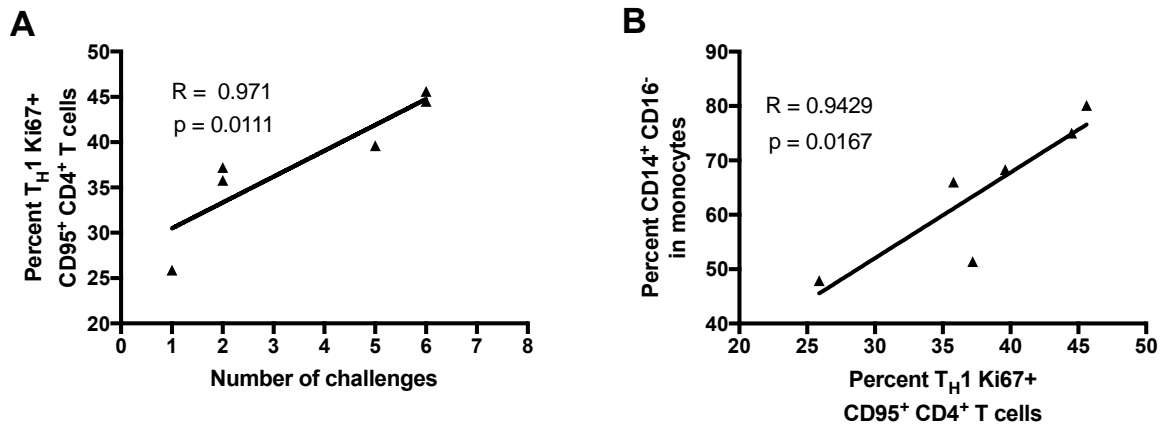 A
Percent T_H1 Ki67+
CD95⁺ CD4⁺ T cells
50
45
40
35
30
25
20
R = 0.971
p = 0.0111
0 1 2 3 4 5 6 7 8
Number of challenges
B
Percent CD14⁺ CD16⁻
in monocytes
90
80
70
60
50
40
R = 0.9429
p = 0.0167
20 25 30 35 40 45 50
Percent T_H1 Ki67+
CD95⁺ CD4⁺ T cells